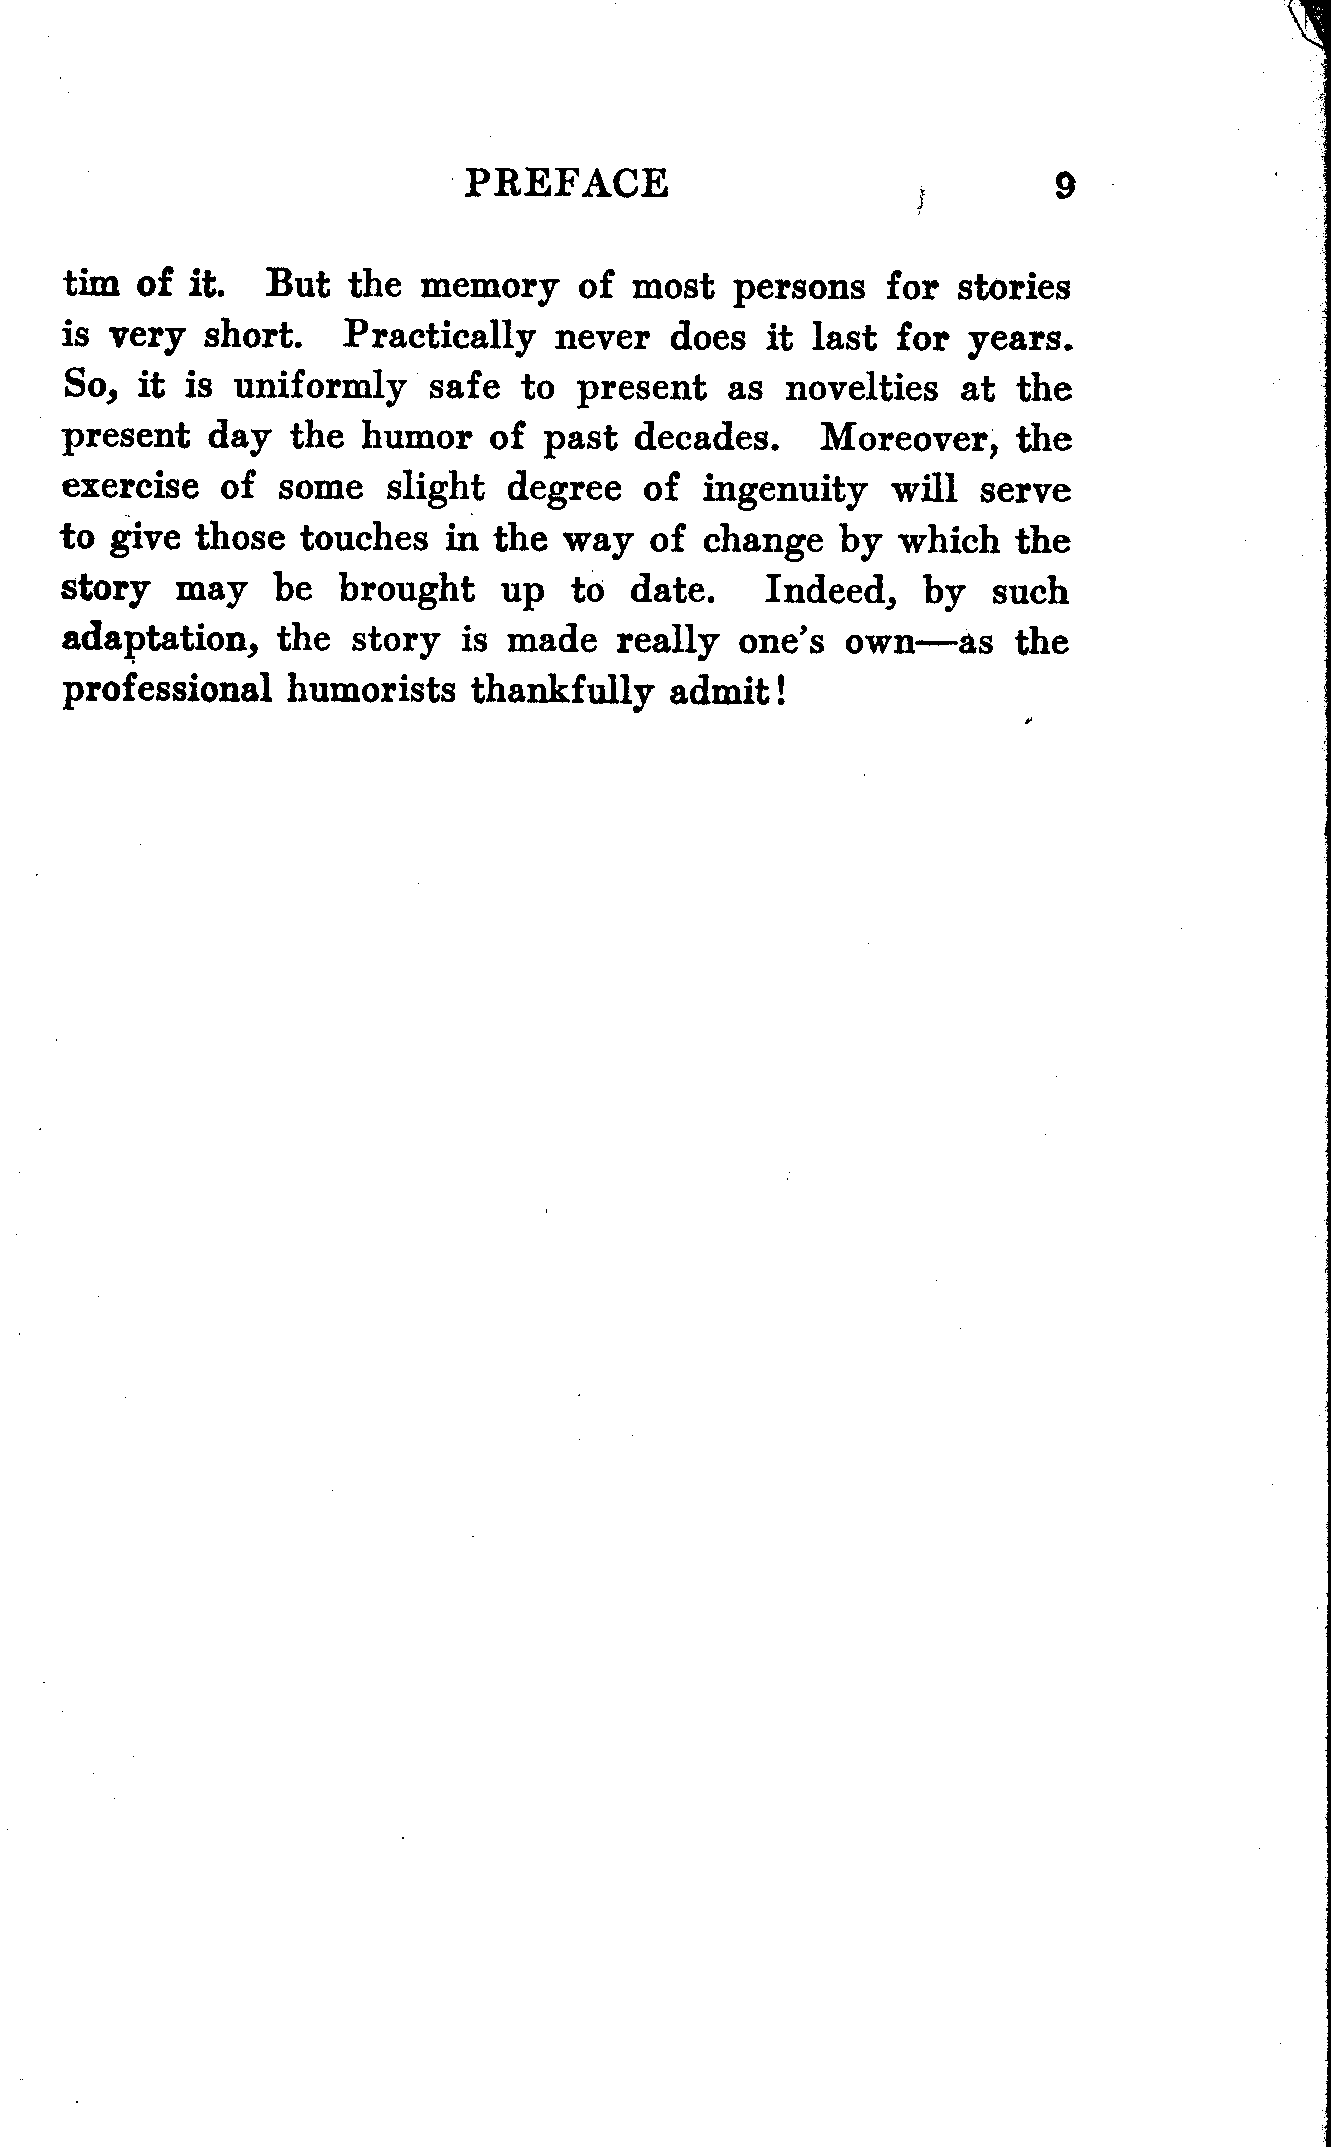 PREFACE 9
tim of it. But the memory of most persons for stories
is very short. Practically never does it last for years.
So, it is uniformly safe to present as novelties at the
present day the humor of past decades. Moreover, the
exercise of some slight degree of ingenuity will serve
to give those touches in the way of change by which the
story may be brought up to date. Indeed, by such
adaptation, the story is made really one's own—as the
professional humorists thankfully admit!